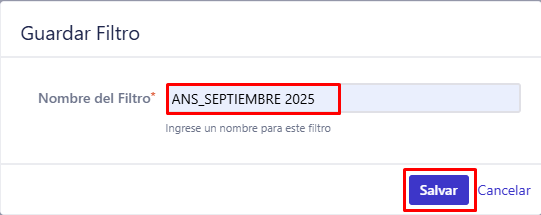 Guardar Filtro
Nombre del Filtro* ANS_SEPTIEMBRE 2025
Ingrese un nombre para este filtro
Salvar Cancelar